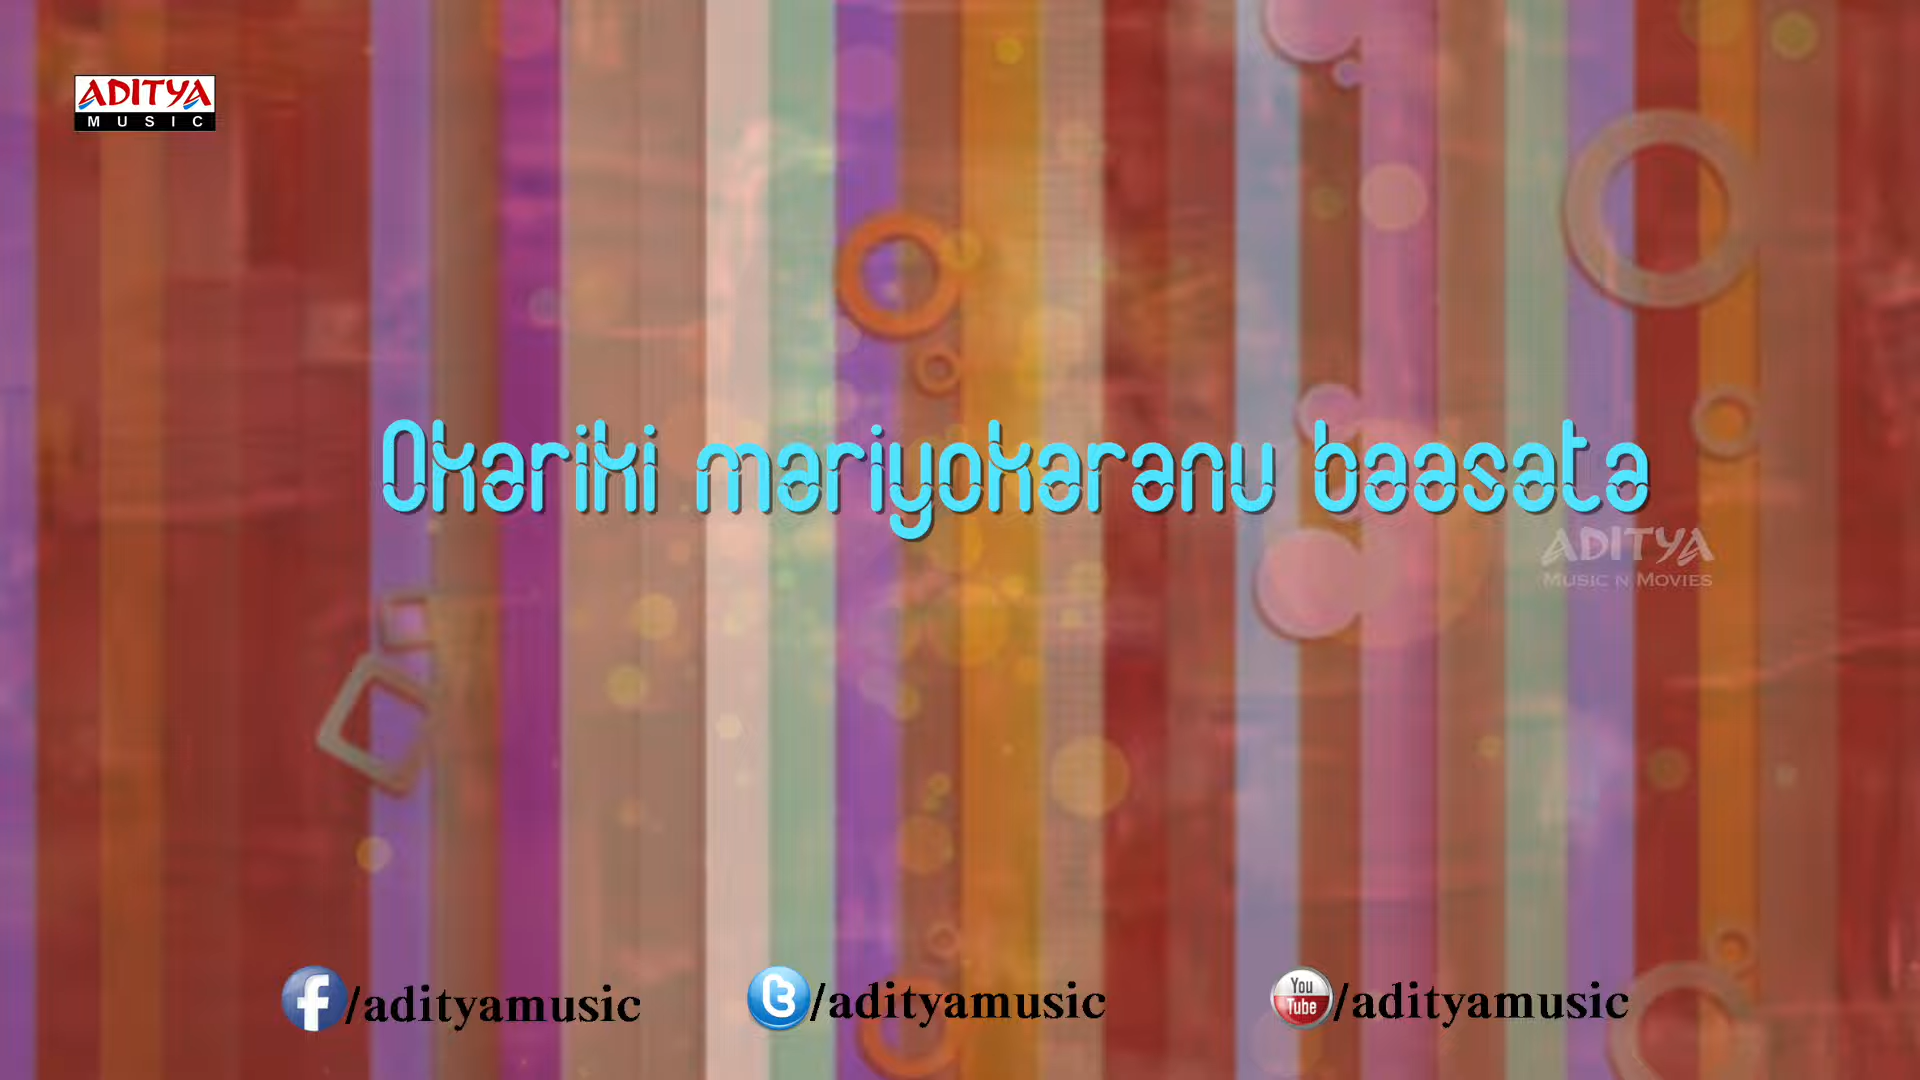 ADITYA
MUSIC
Okariki mariyokaranu baasata
ADITYA
MUSIC N MOVIES
f/adityamusic
t/adityamusic
You
Tube/adityamusic